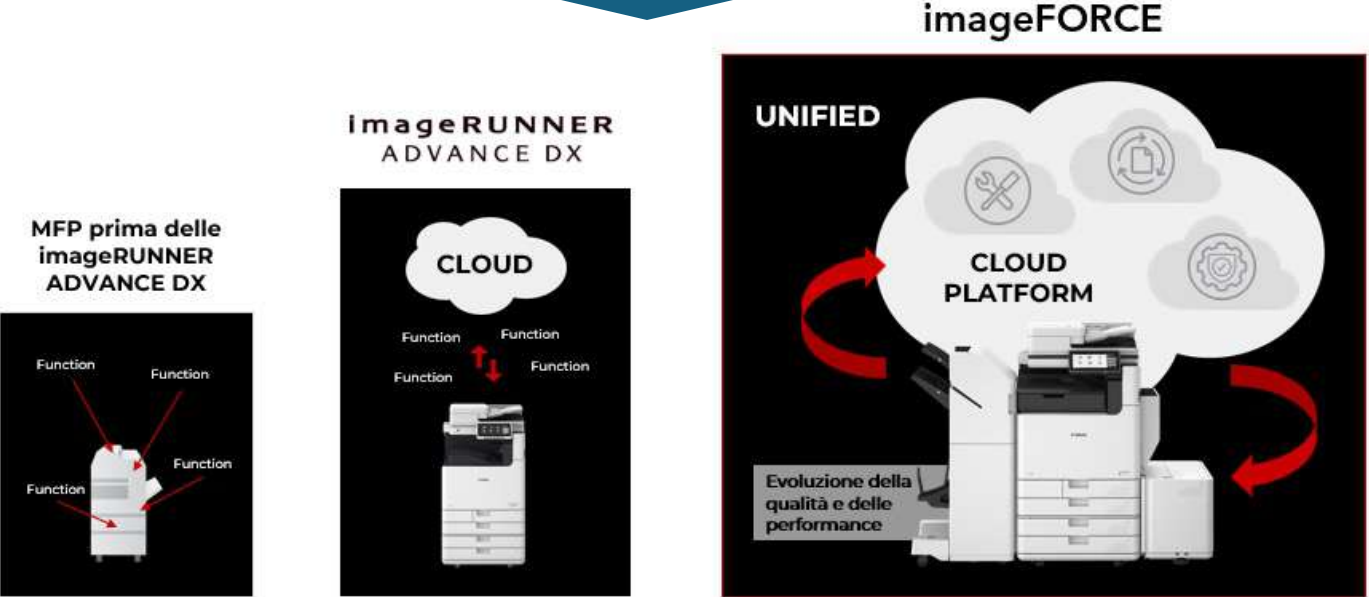 imageFORCE
UNIFIED
CLOUD
PLATFORM
Evoluzione della
qualità e delle
performance
imageRUNNER
ADVANCE DX
CLOUD
Function
Function
Function
Function
MFP prima delle
imageRUNNER
ADVANCE DX
Function
Function
Function
Function